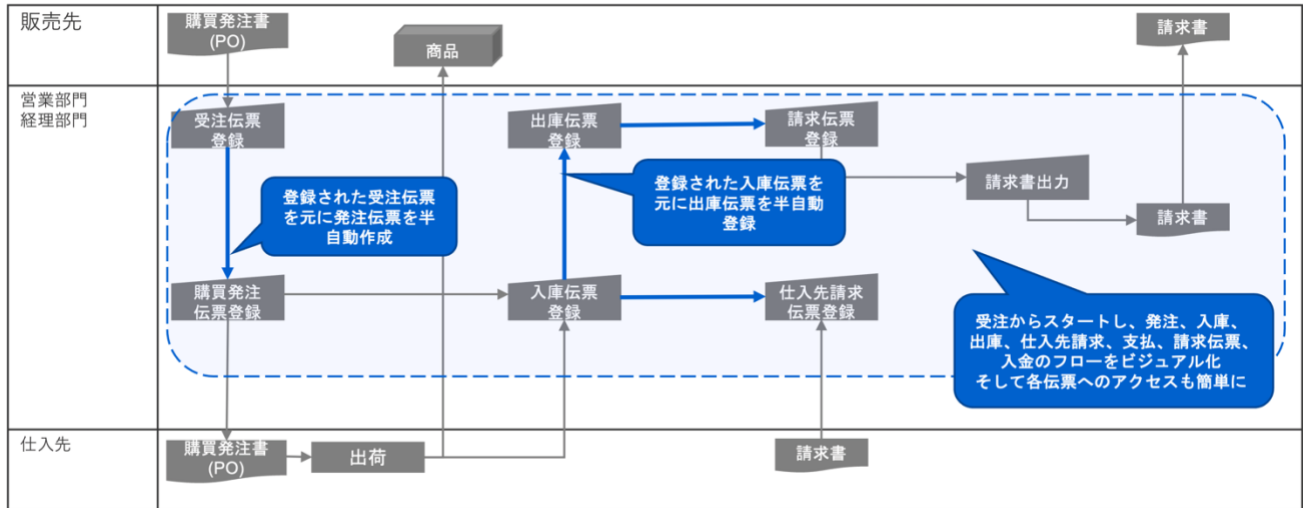 販売先
購買発注書
(PO)
商品
請求書
営業部門
経理部門
受注伝票
登録
出庫伝票
登録
請求伝票
登録
登録された受注伝票
を元に発注伝票を半
自動作成
登録された入庫伝票を
元に出庫伝票を半自動
登録
請求書出力
請求書
購買発注
伝票登録
入庫伝票
登録
仕入先請求
伝票登録
受注からスタートし、発注、入庫、
出庫、仕入先請求、支払、請求伝票、
入金のフローをビジュアル化
そして各伝票へのアクセスも簡単に
仕入先
購買発注書
(PO)
出荷
請求書